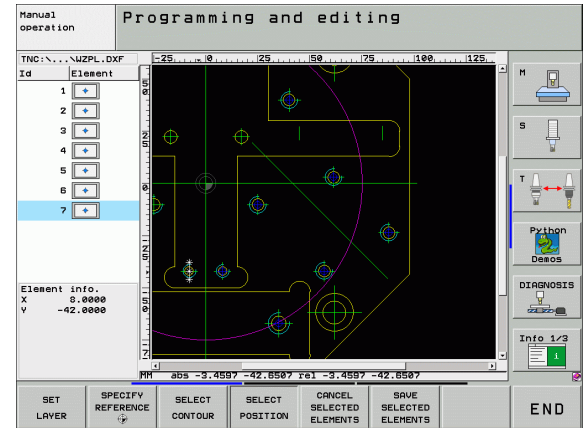 Manual
operation
Programming and editing
TNC:\...\WZPL.DXF
Id Element
1
2
3
4
5
6
7
Element info.
X 8.0000
Y -42.0000
-25 0 25 50 75 100 125
MM abs -3.4597 -42.6507 rel -3.4597 -42.6507
M
S
T
Python
Demos
DIAGNOSIS
Info 1/3
SET
LAYER
SPECIFY
REFERENCE
SELECT
CONTOUR
SELECT
POSITION
CANCEL
SELECTED
ELEMENTS
SAVE
SELECTED
ELEMENTS
END